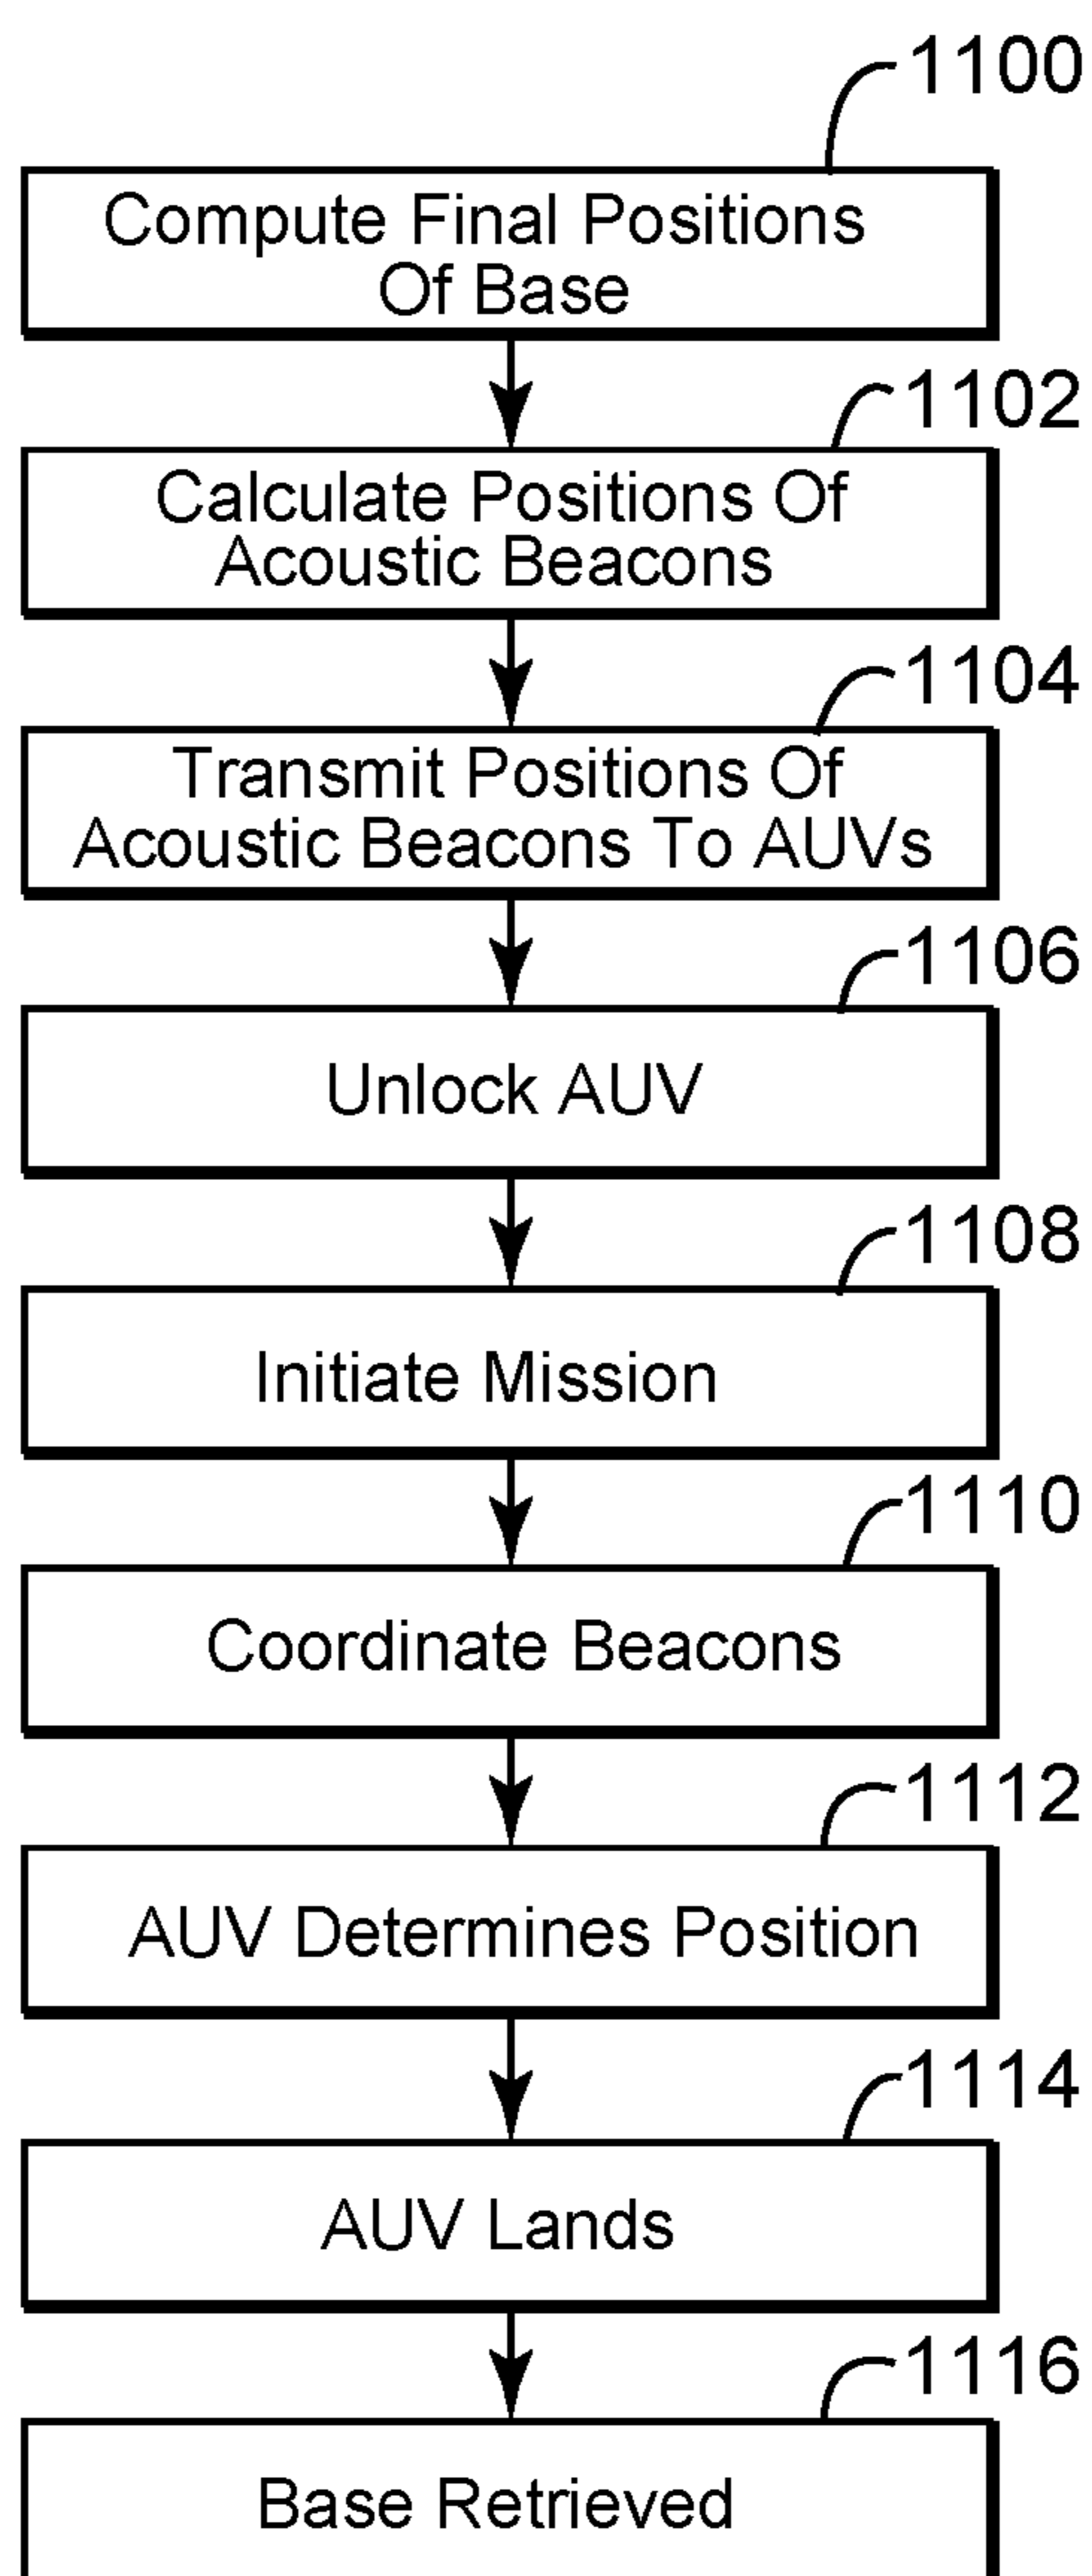 1100
Compute Final Positions
Of Base
1102
Calculate Positions Of
Acoustic Beacons
1104
Transmit Positions Of
Acoustic Beacons To AUVs
1106
Unlock AUV
1108
Initiate Mission
1110
Coordinate Beacons
1112
AUV Determines Position
1114
AUV Lands
1116
Base Retrieved